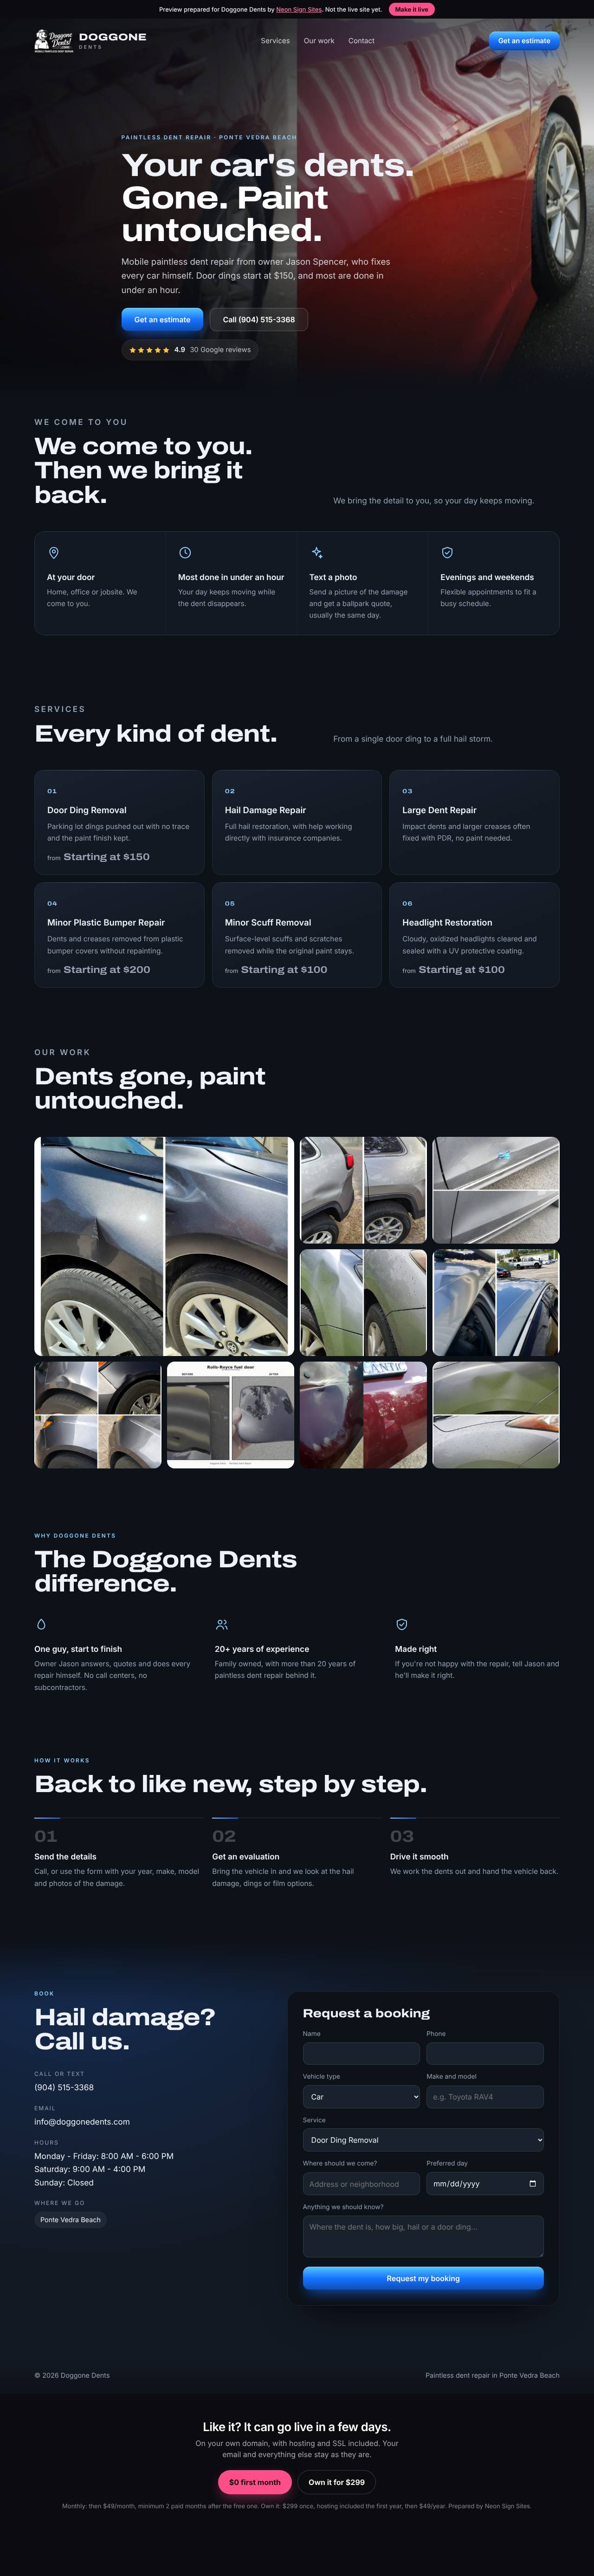 Preview prepared for Doggone Dents by Neon Sign Sites. Not the live site yet. Make it live
Doggone Dents!
DOGGONE
DENTS
Services Our work Contact
Get an estimate
PAINTLESS DENT REPAIR · PONTE VEDRA BEACH
Your car's dents.
Gone. Paint
untouched.
Mobile paintless dent repair from owner Jason Spencer, who fixes
every car himself. Door dings start at $150, and most are done in
under an hour.
Get an estimate Call (904) 515-3368
4.9 30 Google reviews
WE COME TO YOU
We come to you.
Then we bring it
back.
We bring the detail to you, so your day keeps moving.
At your door
Home, office or jobsite. We
come to you.
Most done in under an hour
Your day keeps moving while
the dent disappears.
Text a photo
Send a picture of the damage
and get a ballpark quote,
usually the same day.
Evenings and weekends
Flexible appointments to fit a
busy schedule.
SERVICES
Every kind of dent.
From a single door ding to a full hail storm.
01
Door Ding Removal
Parking lot dings pushed out with no trace
and the paint finish kept.
from Starting at $150
02
Hail Damage Repair
Full hail restoration, with help working
directly with insurance companies.
03
Large Dent Repair
Impact dents and larger creases often
fixed with PDR, no paint needed.
04
Minor Plastic Bumper Repair
Dents and creases removed from plastic
bumper covers without repainting.
from Starting at $200
05
Minor Scuff Removal
Surface-level scuffs and scratches
removed while the original paint stays.
from Starting at $100
06
Headlight Restoration
Cloudy, oxidized headlights cleared and
sealed with a UV protective coating.
from Starting at $100
OUR WORK
Dents gone, paint
untouched.
Rolls-Royce fuel door
BEFORE AFTER
WHY DOGGONE DENTS
The Doggone Dents
difference.
One guy, start to finish
Owner Jason answers, quotes and does every
repair himself. No call centers, no
subcontractors.
20+ years of experience
Family owned, with more than 20 years of
paintless dent repair behind it.
Made right
If you're not happy with the repair, tell Jason and
he'll make it right.
HOW IT WORKS
Back to like new, step by step.
01
Send the details
Call, or use the form with your year, make, model
and photos of the damage.
02
Get an evaluation
Bring the vehicle in and we look at the hail
damage, dings or film options.
03
Drive it smooth
We work the dents out and hand the vehicle back.
BOOK
Hail damage?
Call us.
CALL OR TEXT
(904) 515-3368
EMAIL
info@doggonedents.com
HOURS
Monday - Friday: 8:00 AM - 6:00 PM
Saturday: 9:00 AM - 4:00 PM
Sunday: Closed
WHERE WE GO
Ponte Vedra Beach
Request a booking
Name Phone
Vehicle type Make and model
Car e.g. Toyota RAV4
Service
Door Ding Removal
Where should we come? Preferred day
Address or neighborhood mm/dd/yyyy
Anything we should know?
Where the dent is, how big, hail or a door ding...
Request my booking
© 2026 Doggone Dents
Paintless dent repair in Ponte Vedra Beach
Like it? It can go live in a few days.
On your own domain, with hosting and SSL included. Your
email and everything else stay as they are.
$0 first month Own it for $299
Monthly: then $49/month, minimum 2 paid months after the free one. Own it: $299 once, hosting included the first year, then $49/year. Prepared by Neon Sign Sites.